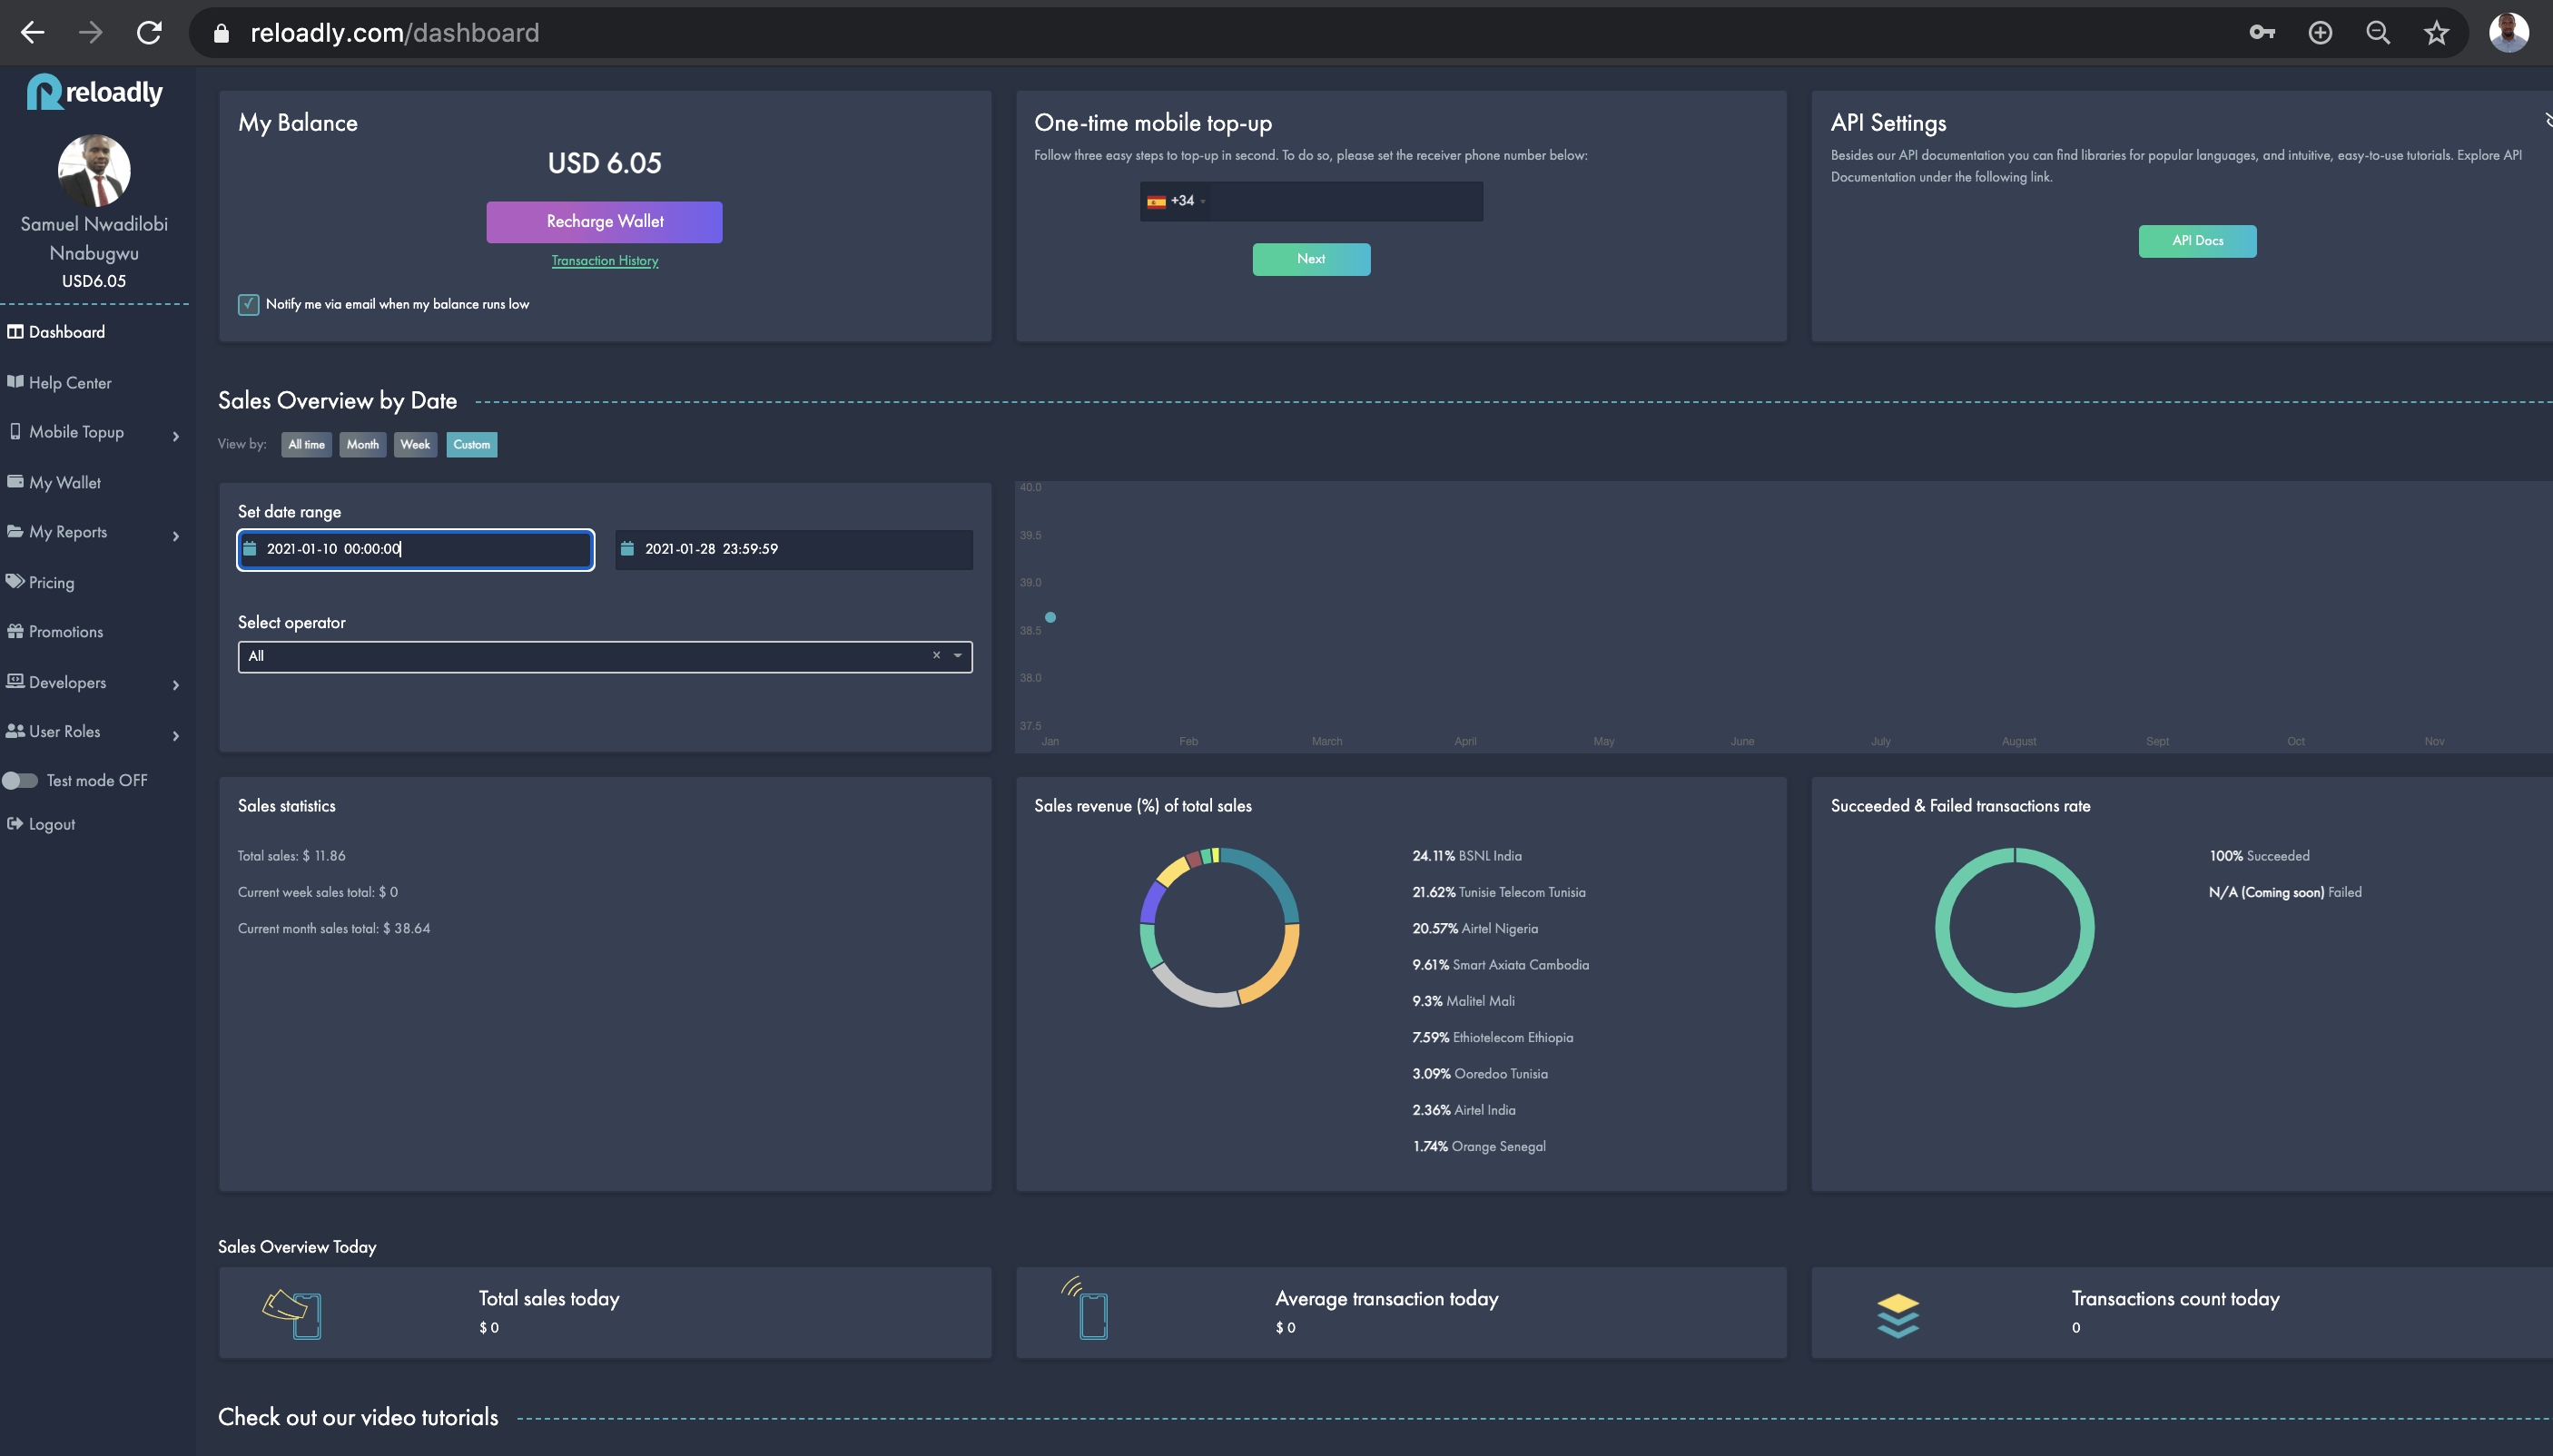 reloadly.com/dashboard
reloadly
Samuel Nwadilobi
Nnabugwu
USD6.05
Dashboard
Help Center
Mobile Topup
My Wallet
My Reports
Pricing
Promotions
Developers
User Roles
Test mode OFF
Logout
My Balance
USD 6.05
Recharge Wallet
Transaction History
Notify me via email when my balance runs low
One-time mobile top-up
Follow three easy steps to top-up in second. To do so, please set the receiver phone number below:
+34
Next
API Settings
Besides our API documentation you can find libraries for popular languages, and intuitive, easy-to-use tutorials. Explore API
Documentation under the following link.
API Docs
Sales Overview by Date
View by: All time Month Week Custom
Set date range
2021-01-10 00:00:00
2021-01-28 23:59:59
Select operator
All
40.0
39.5
39.0
38.5
38.0
37.5
Jan Feb March April May June July August Sept Oct Nov
Sales statistics
Total sales: $ 11.86
Current week sales total: $ 0
Current month sales total: $ 38.64
Sales revenue (%) of total sales
24.11% BSNL India
21.62% Tunisie Telecom Tunisia
20.57% Airtel Nigeria
9.61% Smart Axiata Cambodia
9.3% Malitel Mali
7.59% Ethiotelecom Ethiopia
3.09% Ooredoo Tunisia
2.36% Airtel India
1.74% Orange Senegal
Succeeded & Failed transactions rate
100% Succeeded
N/A (Coming soon) Failed
Sales Overview Today
Total sales today
$ 0
Average transaction today
$ 0
Transactions count today
0
Check out our video tutorials